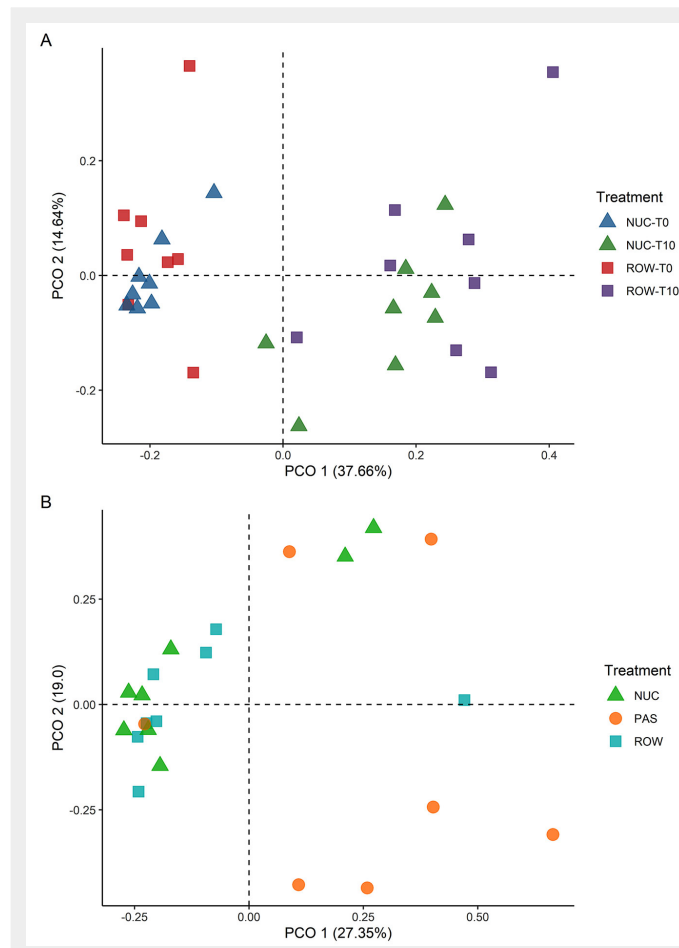 A
PCO 2 (14.64%)
0.2
0.0
-0.2
-0.2
0.0
0.2
0.4
PCO 1 (37.66%)
Treatment
NUC-T0
NUC-T10
ROW-T0
ROW-T10
B
PCO 2 (19.0)
0.25
0.00
-0.25
-0.25
0.00
0.25
0.50
PCO 1 (27.35%)
Treatment
NUC
PAS
ROW